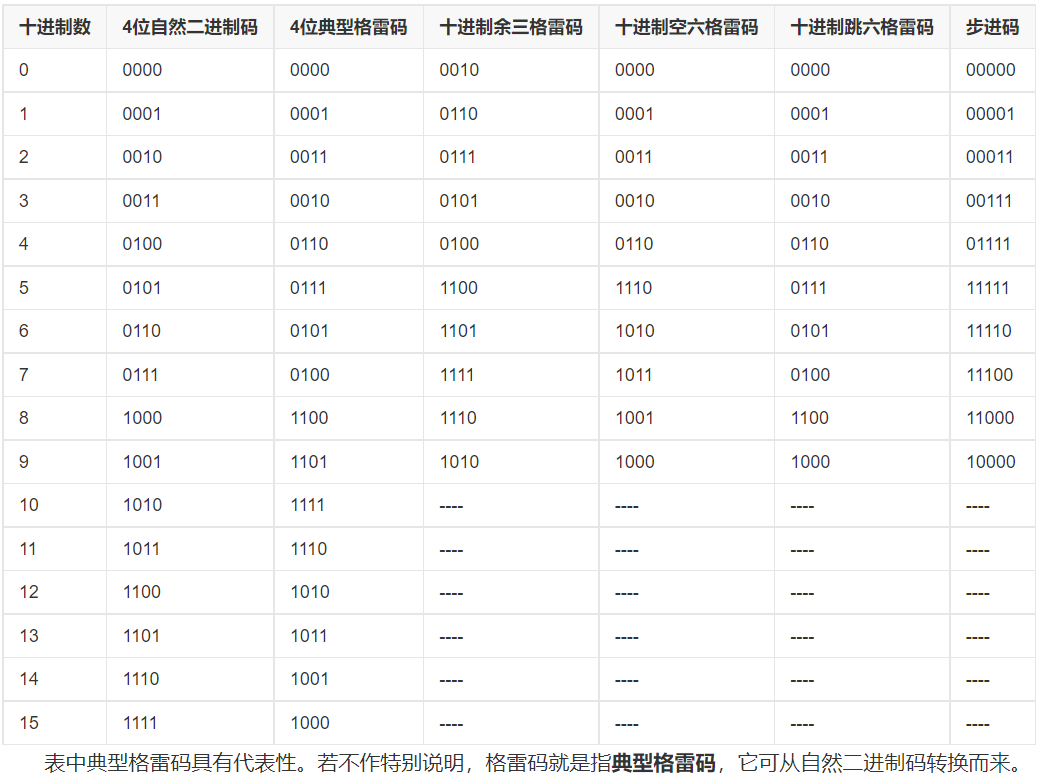 十进制数 4位自然二进制码 4位典型格雷码 十进制余三格雷码 十进制空六格雷码 十进制跳六格雷码 步进码
0 0000 0000 0010 0000 0000 00000
1 0001 0001 0110 0001 0001 00001
2 0010 0011 0111 0011 0011 00011
3 0011 0010 0101 0010 0010 00111
4 0100 0110 0100 0110 0110 01111
5 0101 0111 1100 1110 0111 11111
6 0110 0101 1101 1010 0101 11110
7 0111 0100 1111 1011 0100 11100
8 1000 1100 1110 1001 1100 11000
9 1001 1101 1010 1000 1000 10000
10 1010 1111 ---- ---- ---- ----
11 1011 1110 ---- ---- ---- ----
12 1100 1010 ---- ---- ---- ----
13 1101 1011 ---- ---- ---- ----
14 1110 1001 ---- ---- ---- ----
15 1111 1000 ---- ---- ---- ----
表中典型格雷码具有代表性。若不作特别说明，格雷码就是指典型格雷码，它可从自然二进制码转换而来。